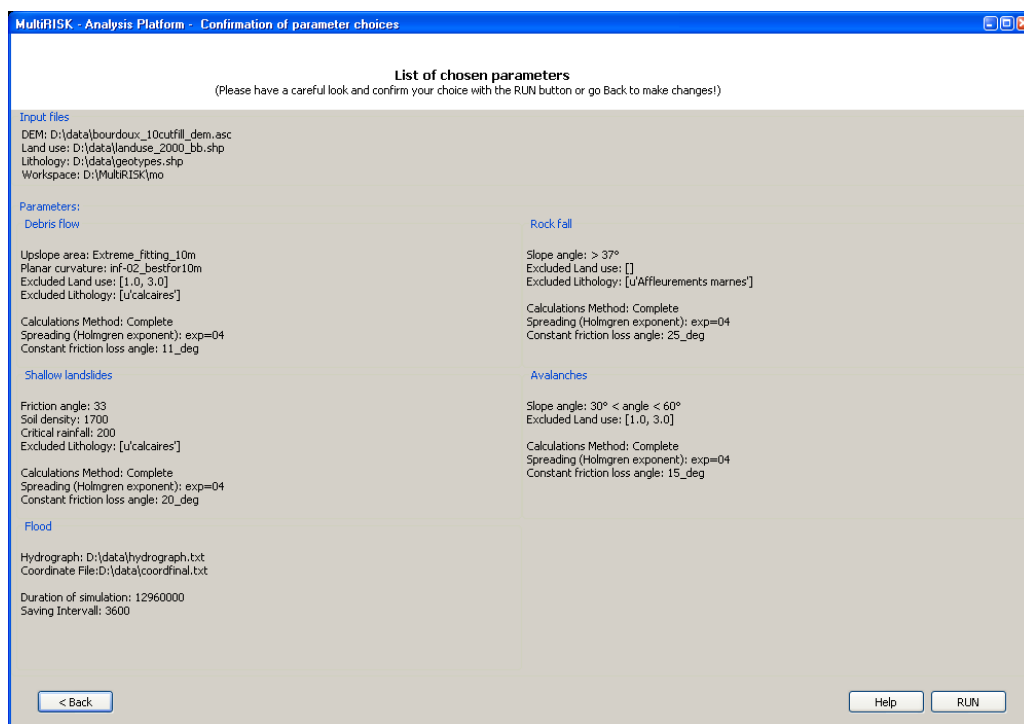 MultiRISK - Analysis Platform -  Confirmation of parameter choices
List of chosen parameters
(Please have a careful look and confirm your choice with the RUN button or go Back to make changes!)
Input files
DEM: D:\data\bourdoux_10cutfill_dem.asc
Land use: D:\data\landuse_2000_bb.shp
Lithology: D:\data\geotypes.shp
Workspace: D:\MultiRISK\mo
Parameters:
Debris flow
Upslope area: Extreme_fitting_10m
Planar curvature: inf-02_bestfor10m
Excluded Land use: [1.0, 3.0]
Excluded Lithology: [u'calcaires']
Calculations Method: Complete
Spreading (Holmgren exponent): exp=04
Constant friction loss angle: 11_deg
Rock fall
Slope angle: > 37°
Excluded Land use: []
Excluded Lithology: [u'Affleurements marnes']
Calculations Method: Complete
Spreading (Holmgren exponent): exp=04
Constant friction loss angle: 25_deg
Shallow landslides
Friction angle: 33
Soil density: 1700
Critical rainfall: 200
Excluded Lithology: [u'calcaires']
Calculations Method: Complete
Spreading (Holmgren exponent): exp=04
Constant friction loss angle: 20_deg
Avalanches
Slope angle: 30° < angle < 60°
Excluded Land use: [1.0, 3.0]
Calculations Method: Complete
Spreading (Holmgren exponent): exp=04
Constant friction loss angle: 15_deg
Flood
Hydrograph: D:\data\hydrograph.txt
Coordinate File:D:\data\coordfinal.txt
Duration of simulation: 12960000
Saving Intervall: 3600
< Back
Help
RUN